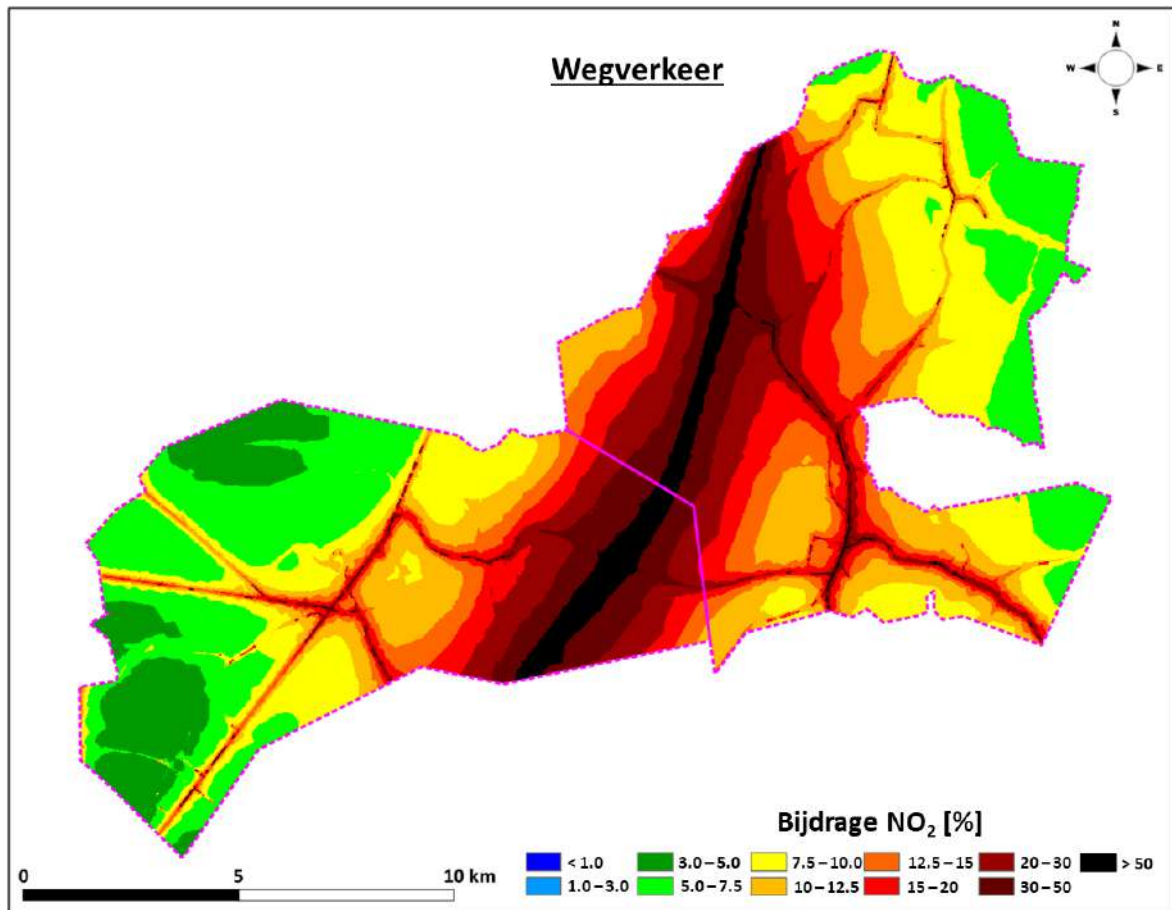 Wegverkeer
N
W E
S
Bijdrage NO₂ [%]
0 5 10 km
< 1.0 3.0 – 5.0 7.5 – 10.0 12.5 – 15 20 – 30 > 50
1.0 – 3.0 5.0 – 7.5 10 – 12.5 15 – 20 30 – 50